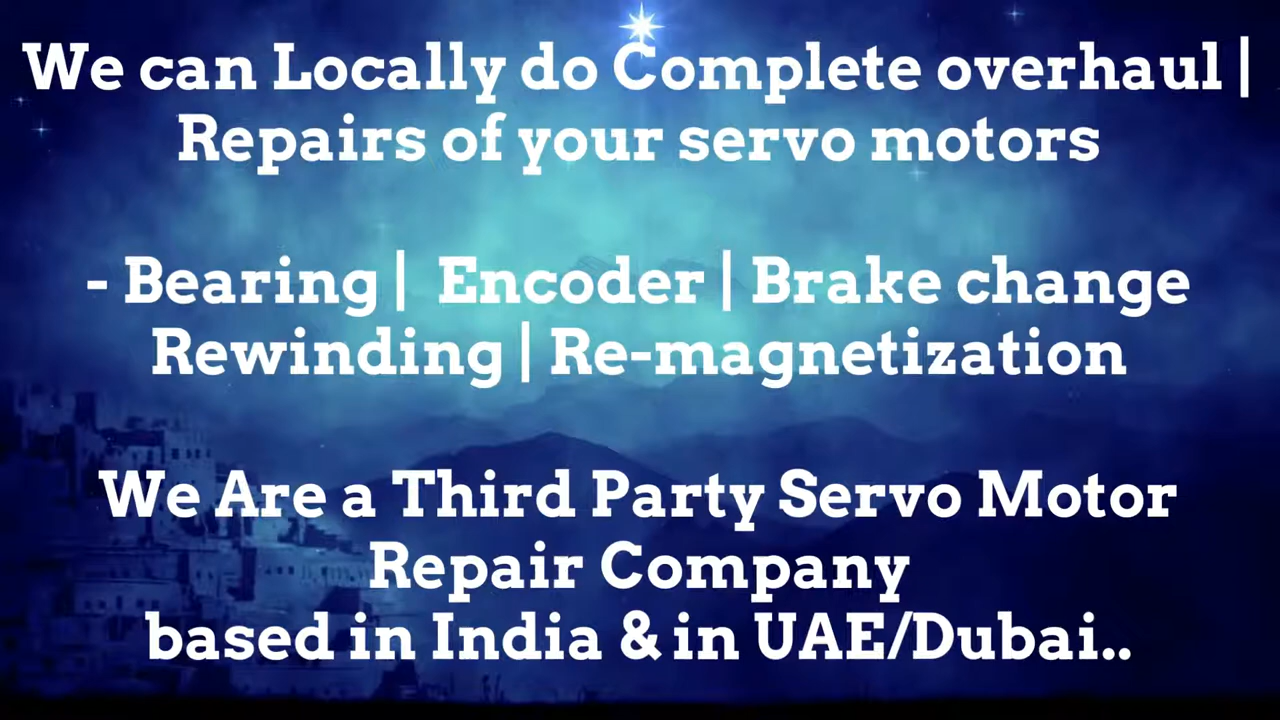 We can Locally do Complete overhaul |
Repairs of your servo motors
- Bearing | Encoder | Brake change
Rewinding | Re-magnetization
We Are a Third Party Servo Motor
Repair Company
based in India & in UAE/Dubai..